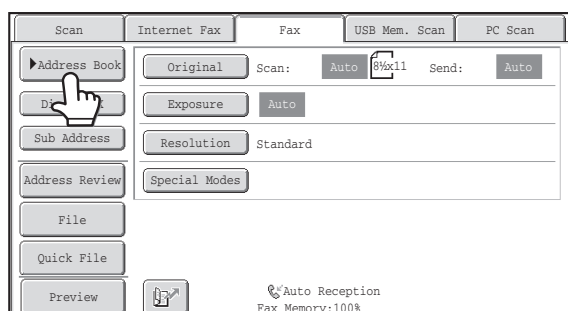 Scan Internet Fax Fax USB Mem. Scan PC Scan
Address Book
Original Scan: Auto 8½x11 Send: Auto
Exposure Auto
Sub Address
Resolution Standard
Address Review
Special Modes
File
Quick File
Preview
Auto Reception
Fax Memory:100%